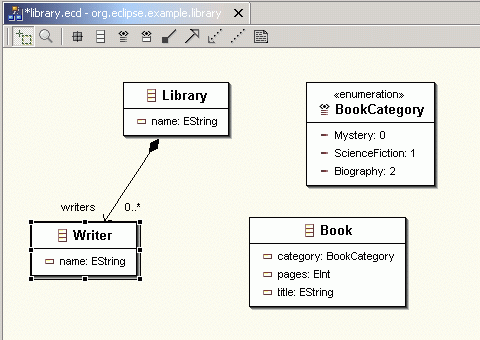 *library.ecd - org.eclipse.example.library
Library
name: EString
«enumeration»
BookCategory
Mystery: 0
ScienceFiction: 1
Biography: 2
writers
0..*
Writer
name: EString
Book
category: BookCategory
pages: EInt
title: EString